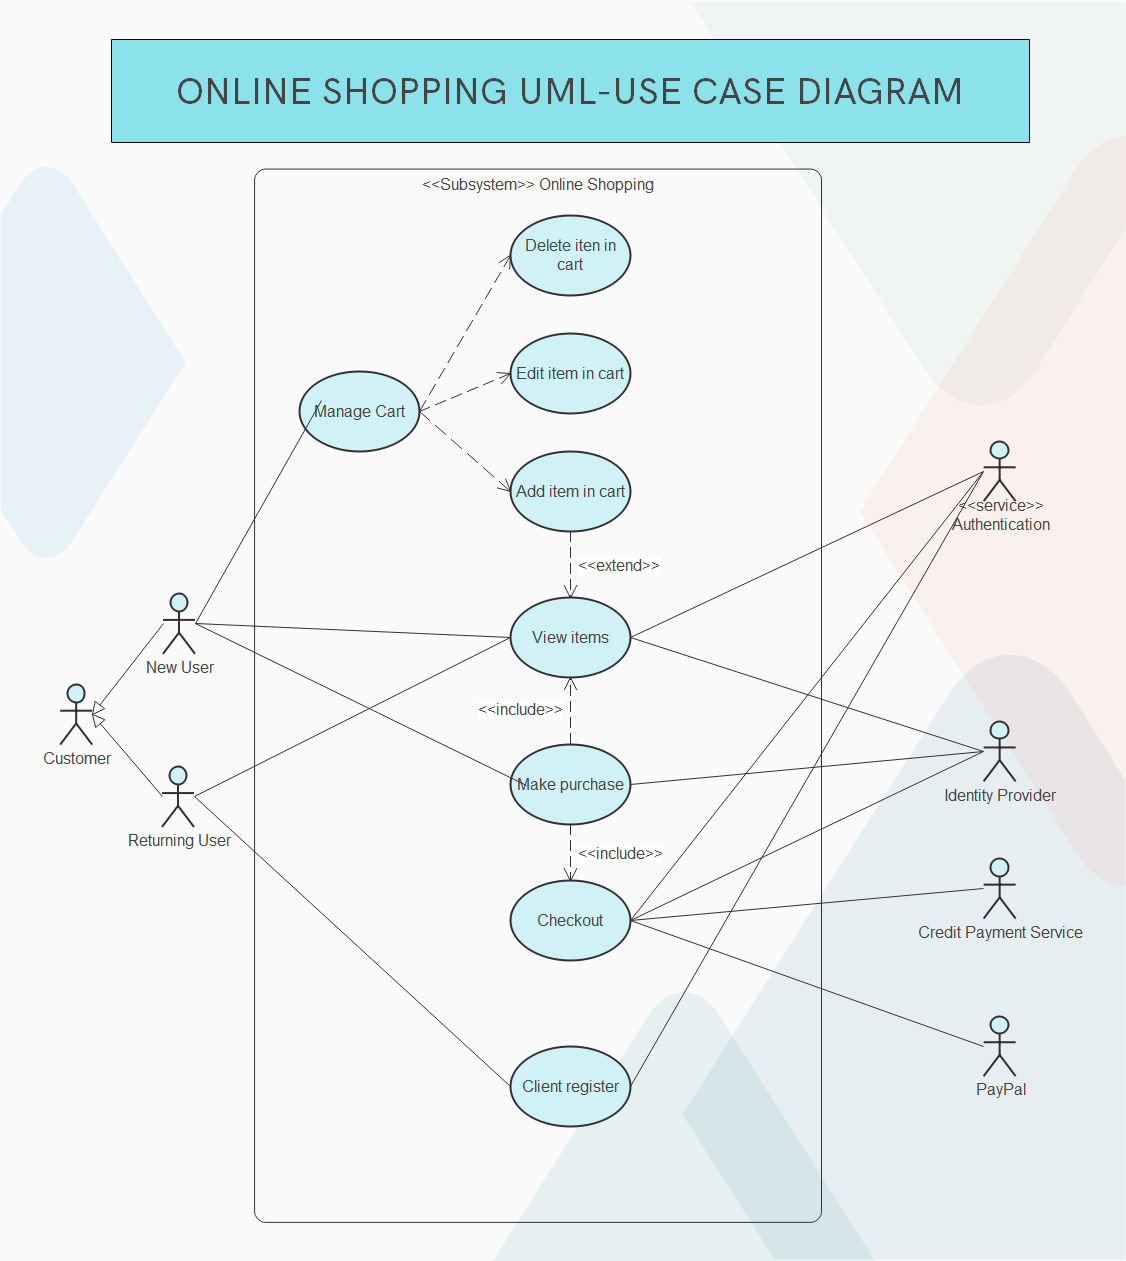 ONLINE SHOPPING UML-USE CASE DIAGRAM
<<Subsystem>> Online Shopping
Delete iten in
cart
Edit item in cart
Manage Cart
Add item in cart
<<service>>
Authentication
<<extend>>
View items
New User
<<include>>
Customer
Make purchase
Identity Provider
Returning User
<<include>>
Checkout
Credit Payment Service
Client register
PayPal